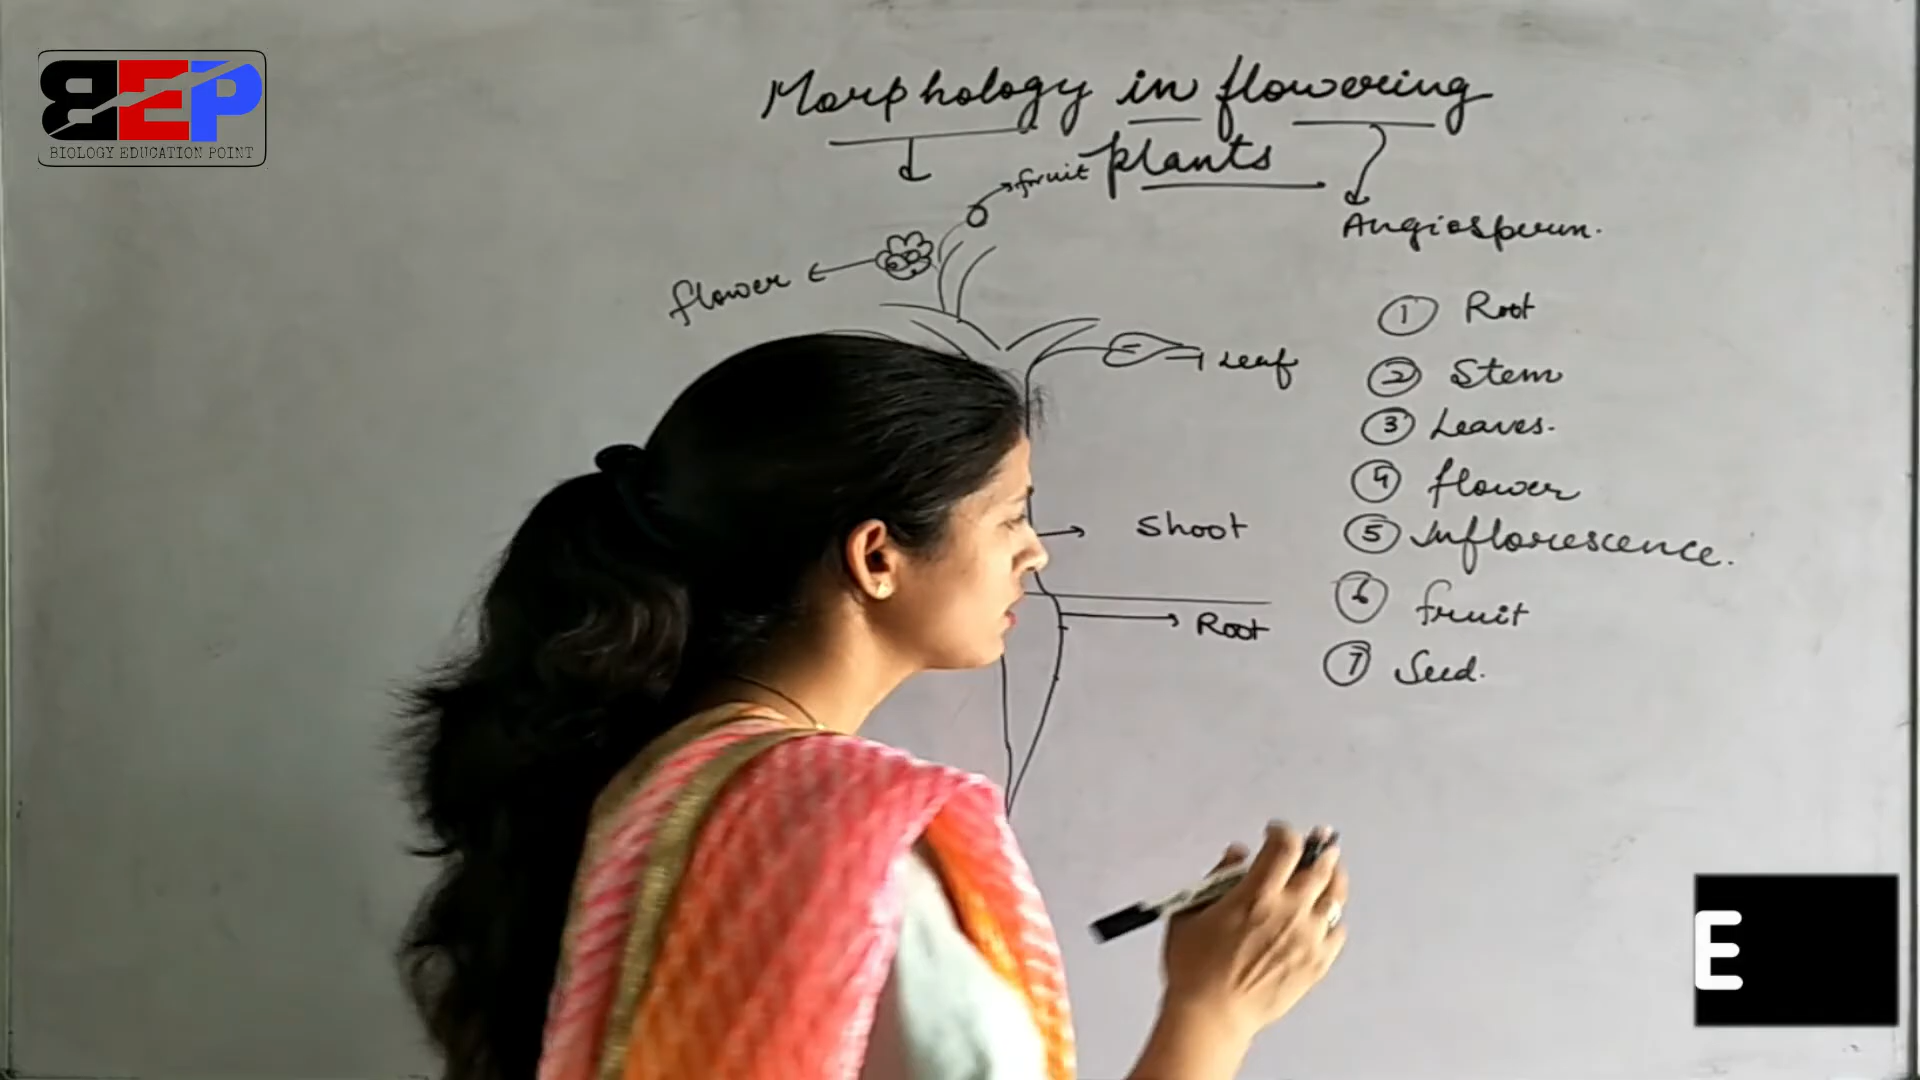 BEP
BIOLOGY EDUCATION POINT
Morphology in flowering
plants
fruit
Angiosperm.
flower
Leaf
Shoot
Root
1 Root
2 Stem
3 Leaves.
4 flower
5 Inflorescence.
6 fruit
7 Seed.
E